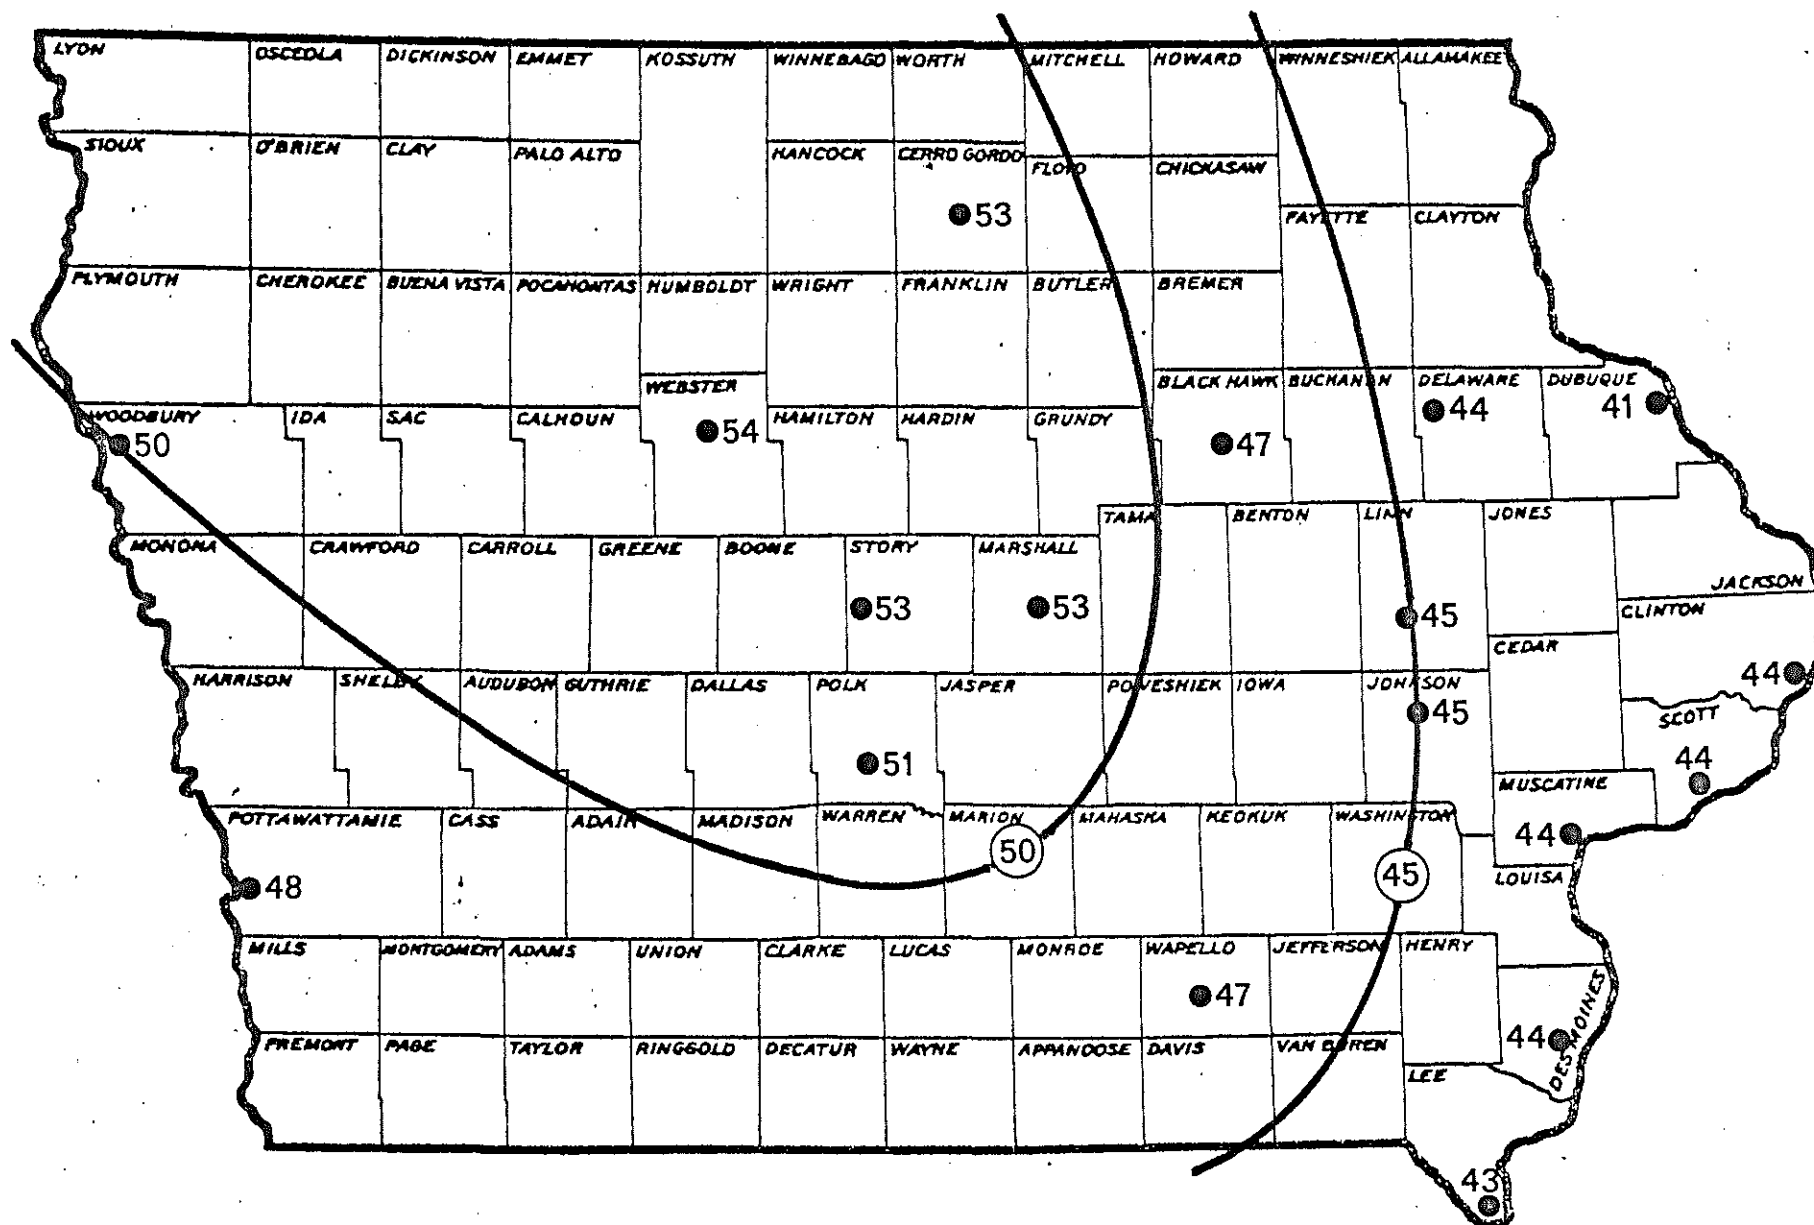 LYON OSCEOLA DICKINSON EMMET KOSSUTH WINNEBAGO WORTH MITCHELL HOWARD WINNESHIEK ALLAMAKEE
SIOUX O'BRIEN CLAY PALO ALTO HANCOCK CERRO GORDO FLOYD CHICKASAW
53
FAYETTE CLAYTON
PLYMOUTH CHEROKEE BUENA VISTA POCAHONTAS HUMBOLDT WRIGHT FRANKLIN BUTLER BREMER
WEBSTER BLACK HAWK BUCHANAN DELAWARE DUBUQUE
WOODBURY IDA SAC CALHOUN HAMILTON HARDIN GRUNDY
50 54 47 44 41
TAMA BENTON LINN JONES
MONONA CRAWFORD CARROLL GREENE BOONE STORY MARSHALL
JACKSON
53 53 45 CLINTON
CEDAR
HARRISON SHELBY AUDUBON GUTHRIE DALLAS POLK JASPER POWESHIEK IOWA JOHNSON 44
45 SCOTT
51 44
MUSCATINE
POTTAWATTAMIE CASS ADAIR MADISON WARREN MARION MAHASKA KEOKUK WASHINGTON 44
50
48 45 LOUISA
MILLS MONTGOMERY ADAMS UNION CLARKE LUCAS MONROE WAPELLO JEFFERSON HENRY
47 DES MOINES
44
FREMONT PAGE TAYLOR RINGGOLD DECATUR WAYNE APPANOOSE DAVIS VAN BUREN
LEE
43